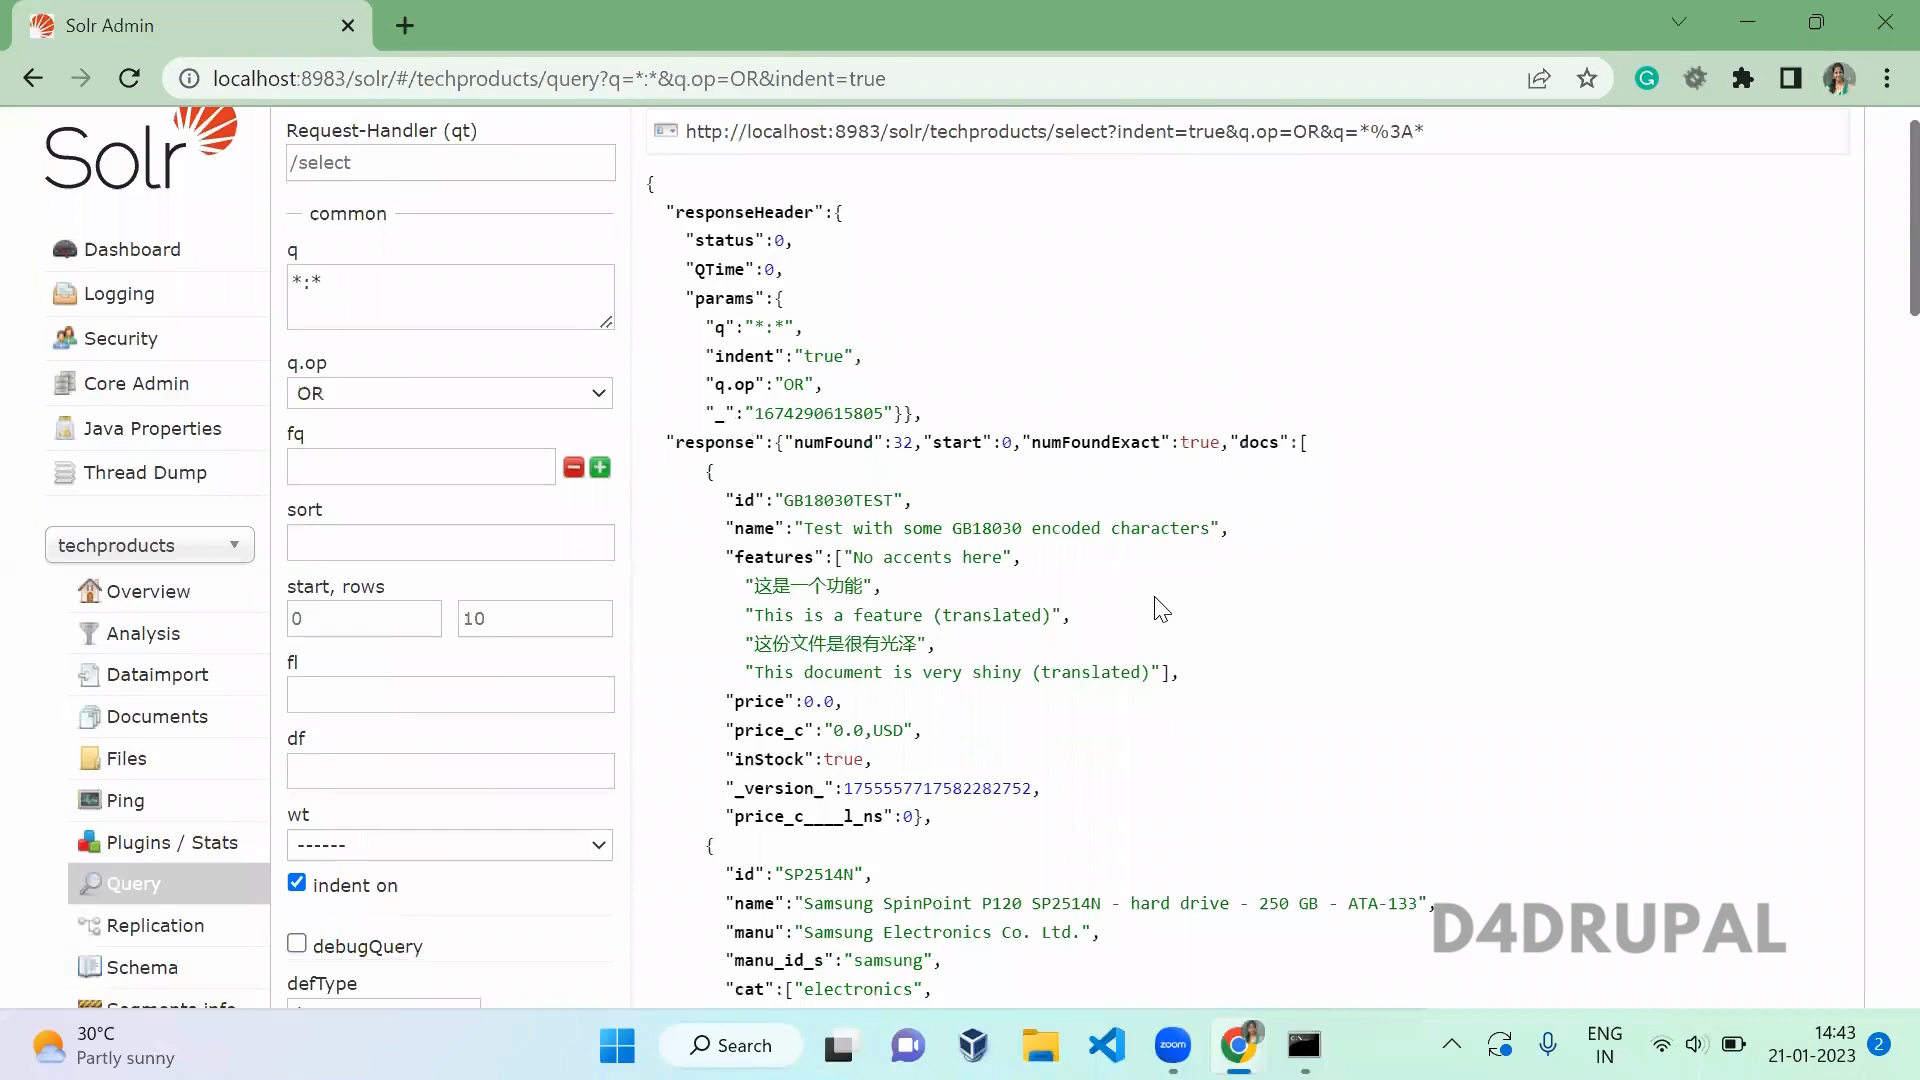 Solr Admin
localhost:8983/solr/#/techproducts/query?q=*:*&q.op=OR&indent=true
Solr
Dashboard
Logging
Security
Core Admin
Java Properties
Thread Dump
techproducts
Overview
Analysis
Dataimport
Documents
Files
Ping
Plugins / Stats
Query
Replication
Schema
Segments info
Request-Handler (qt)
/select
common
q
*:*
q.op
OR
fq
sort
start, rows
0 10
fl
df
wt
------
indent on
debugQuery
defType
http://localhost:8983/solr/techproducts/select?indent=true&q.op=OR&q=*%3A*
{
"responseHeader":{
"status":0,
"QTime":0,
"params":{
"q":"*:*",
"indent":"true",
"q.op":"OR",
"_":"1674290615805"}},
"response":{"numFound":32,"start":0,"numFoundExact":true,"docs":[
{
"id":"GB18030TEST",
"name":"Test with some GB18030 encoded characters",
"features":["No accents here",
"这是一个功能",
"This is a feature (translated)",
"这份文件是很有光泽",
"This document is very shiny (translated)"],
"price":0.0,
"price_c":"0.0,USD",
"inStock":true,
"_version_":1755557717582282752,
"price_c____l_ns":0},
{
"id":"SP2514N",
"name":"Samsung SpinPoint P120 SP2514N - hard drive - 250 GB - ATA-133",
"manu":"Samsung Electronics Co. Ltd.",
"manu_id_s":"samsung",
"cat":["electronics",
D4DRUPAL
30°C
Partly sunny
Search
zoom
ENG
IN
14:43
21-01-2023
2